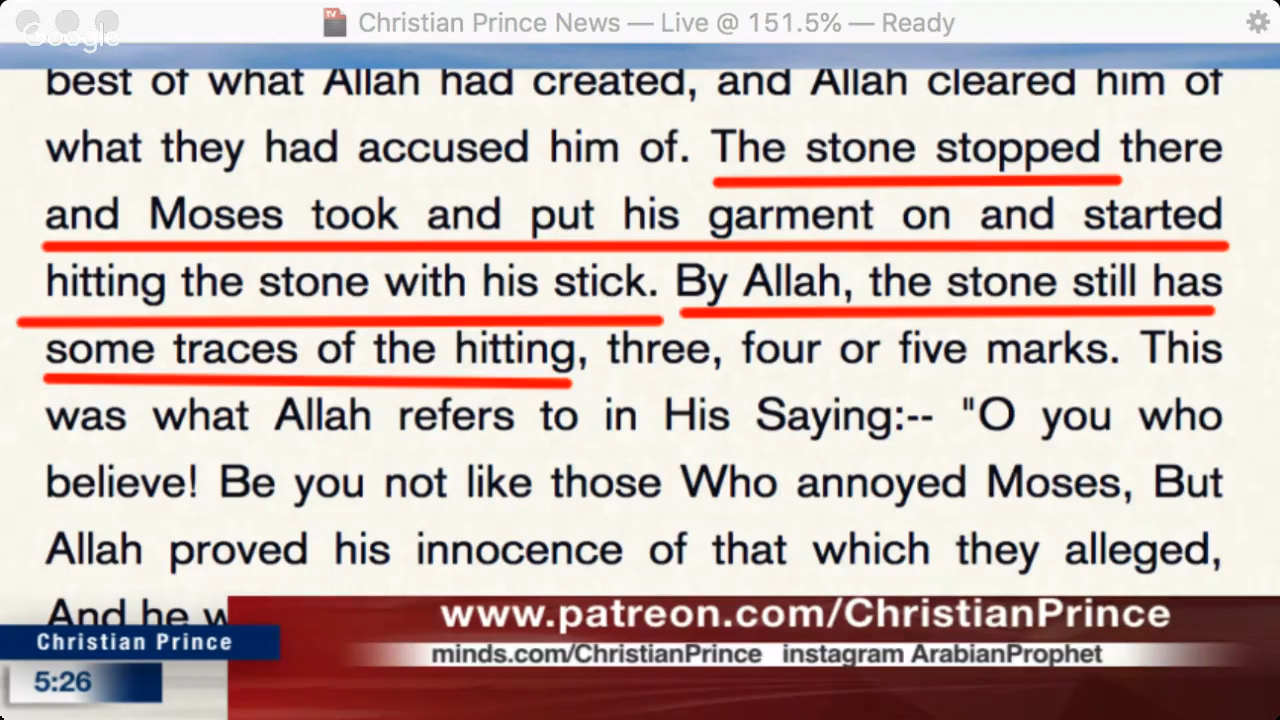 Christian Prince News — Live @ 151.5% — Ready
Google
best of what Allah had created, and Allah cleared him of
what they had accused him of. The stone stopped there
and Moses took and put his garment on and started
hitting the stone with his stick. By Allah, the stone still has
some traces of the hitting, three, four or five marks. This
was what Allah refers to in His Saying:-- "O you who
believe! Be you not like those Who annoyed Moses, But
Allah proved his innocence of that which they alleged,
And he w
www.patreon.com/ChristianPrince
Christian Prince
minds.com/ChristianPrince instagram ArabianProphet
5:26